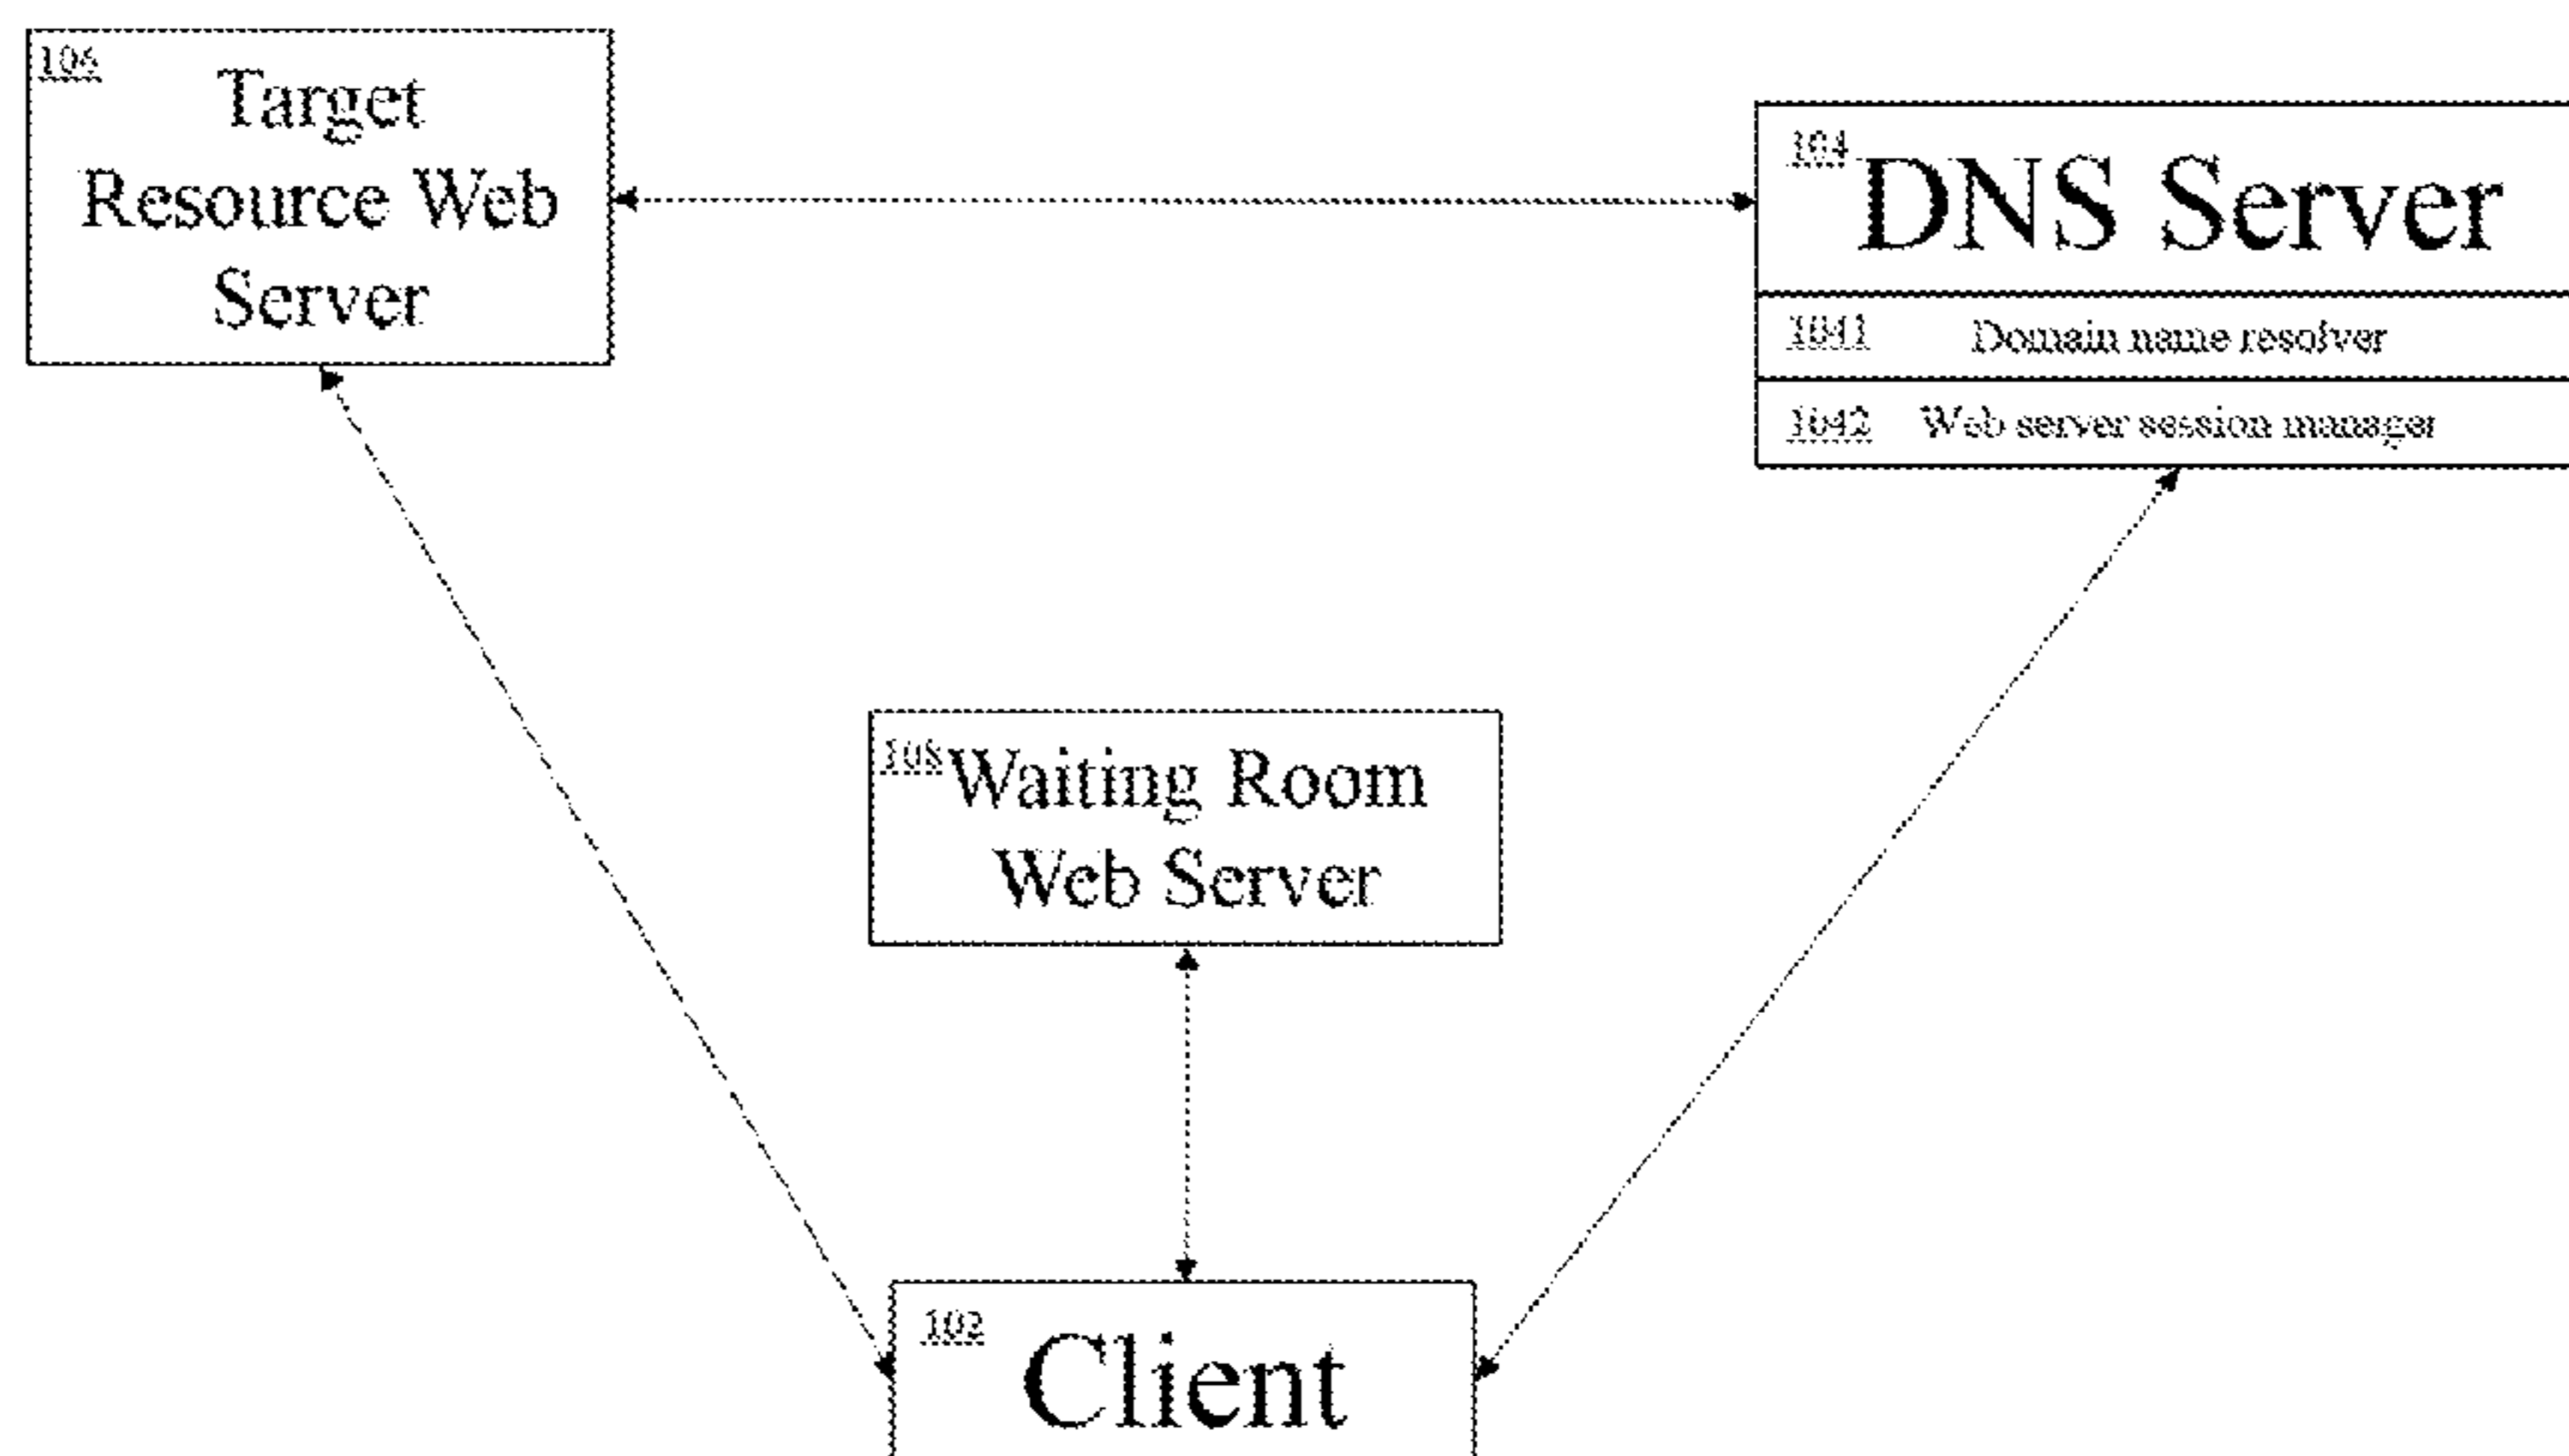 106
Target
Resource Web
Server
104 DNS Server
1041 Domain name resolver
1042 Web server session manager
108 Waiting Room
Web Server
102
Client